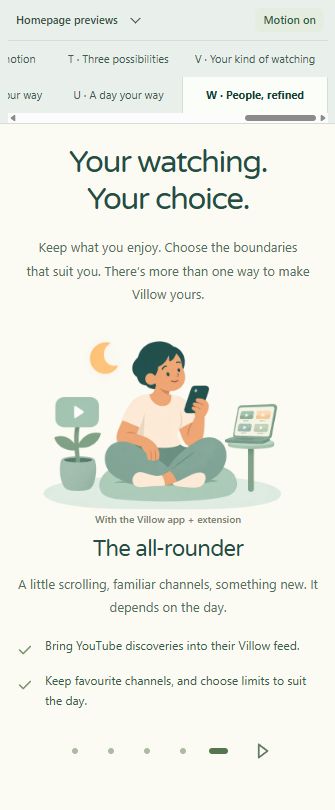 Homepage previews
Motion on
notion
T · Three possibilities
V · Your kind of watching
our way
U · A day your way
W · People, refined
Your watching.
Your choice.
Keep what you enjoy. Choose the boundaries
that suit you. There's more than one way to make
Villow yours.
With the Villow app + extension
The all-rounder
A little scrolling, familiar channels, something new. It
depends on the day.
Bring YouTube discoveries into their Villow feed.
Keep favourite channels, and choose limits to suit
the day.